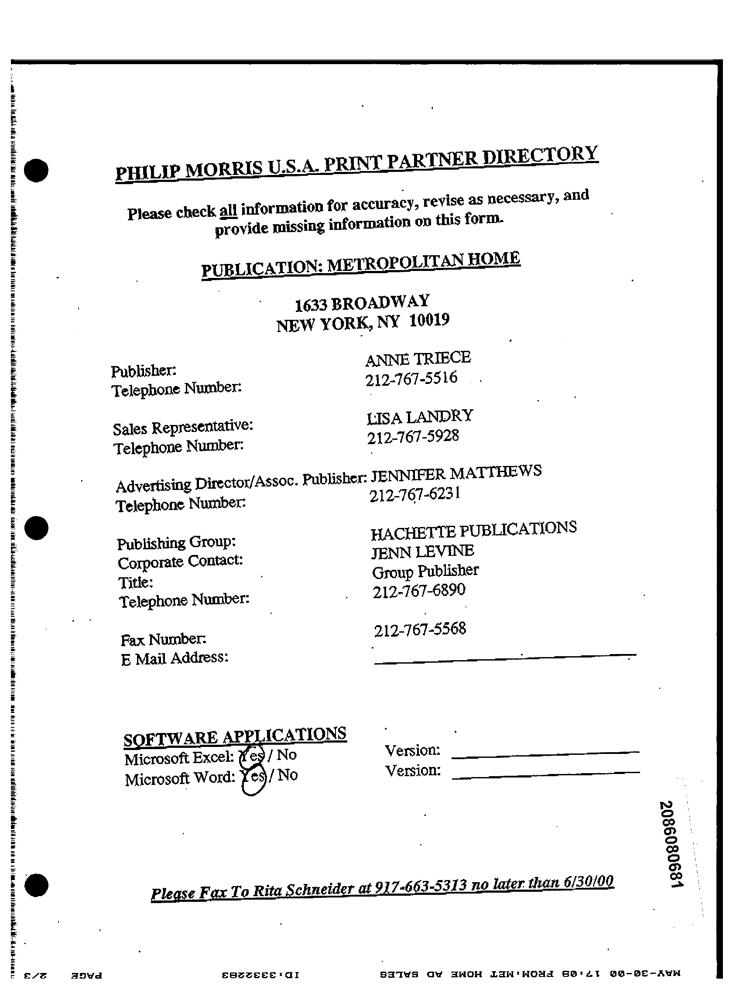 PHILIP MORRIS U.S.A. PRINT PARTNER DIRECTORY
Please check all information for accuracy, revise as necessary, and
provide missing information on this form.
PUBLICATION: METROPOLITAN HOME
1633 BROADWAY
NEW YORK, NY 10019
Publisher: ANNE TRIECE
Telephone Number: 212-767-5516
Sales Representative: LISA LANDRY
Telephone Number: 212-767-5928
Advertising Director/Assoc. Publisher: JENNIFER MATTHEWS
Telephone Number: 212-767-6231
Publishing Group: HACHETTE PUBLICATIONS
Corporate Contact: JENN LEVINE
Title: Group Publisher
Telephone Number: 212-767-6890
Fax Number: 212-767-5568
E Mail Address:
SOFTWARE APPLICATIONS
Microsoft Excel: Yes / No Version:
Microsoft Word: Yes / No Version:
2086080681
Please Fax To Rita Schneider at 917-663-5313 no later than 6/30/00
MAY-30-00 17:08 FROM:MET HOME AD SALES ID:3332283 PAGE 2/3